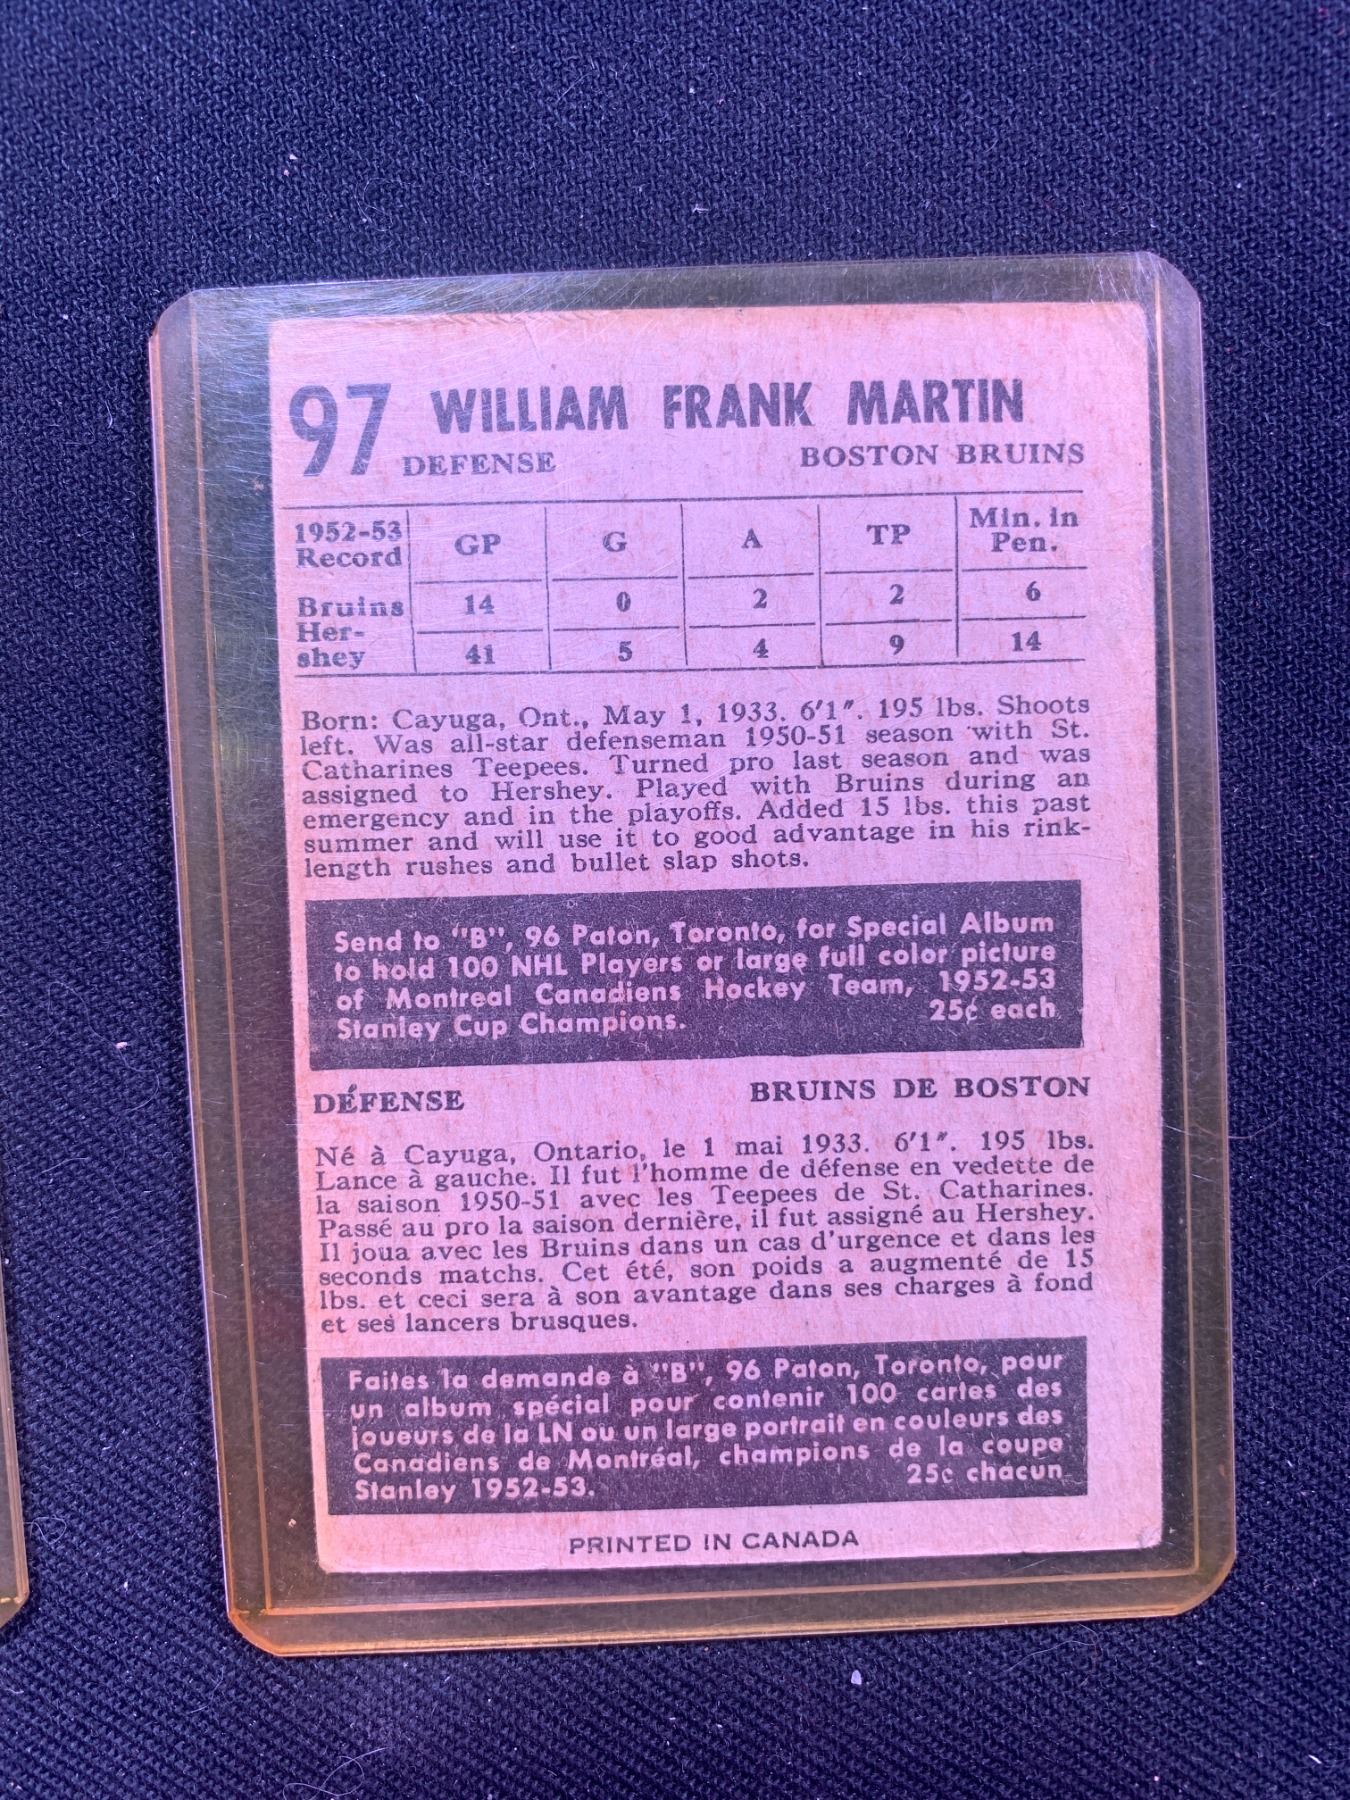 97 WILLIAM FRANK MARTIN
DEFENSE BOSTON BRUINS
1952-53 Record GP G A TP Min. in Pen.
Bruins 14 0 2 2 6
Her-shey 41 5 4 9 14
Born: Cayuga, Ont., May 1, 1933. 6′1″. 195 lbs. Shoots
left. Was all-star defenseman 1950-51 season with St.
Catharines Teepees. Turned pro last season and was
assigned to Hershey. Played with Bruins during an
emergency and in the playoffs. Added 15 lbs. this past
summer and will use it to good advantage in his rink-
length rushes and bullet slap shots.
Send to "B", 96 Paton, Toronto, for Special Album
to hold 100 NHL Players or large full color picture
of Montreal Canadiens Hockey Team, 1952-53
Stanley Cup Champions. 25¢ each
DÉFENSE BRUINS DE BOSTON
Né à Cayuga, Ontario, le 1 mai 1933. 6′1″. 195 lbs.
Lance à gauche. Il fut l'homme de défense en vedette de
la saison 1950-51 avec les Teepees de St. Catharines.
Passé au pro la saison dernière, il fut assigné au Hershey.
Il joua avec les Bruins dans un cas d'urgence et dans les
seconds matchs. Cet été, son poids a augmenté de 15
lbs. et ceci sera à son avantage dans ses charges à fond
et ses lancers brusques.
Faites la demande à "B", 96 Paton, Toronto, pour
un album spécial pour contenir 100 cartes des
joueurs de la LN ou un large portrait en couleurs des
Canadiens de Montréal, champions de la coupe
Stanley 1952-53. 25c chacun
PRINTED IN CANADA